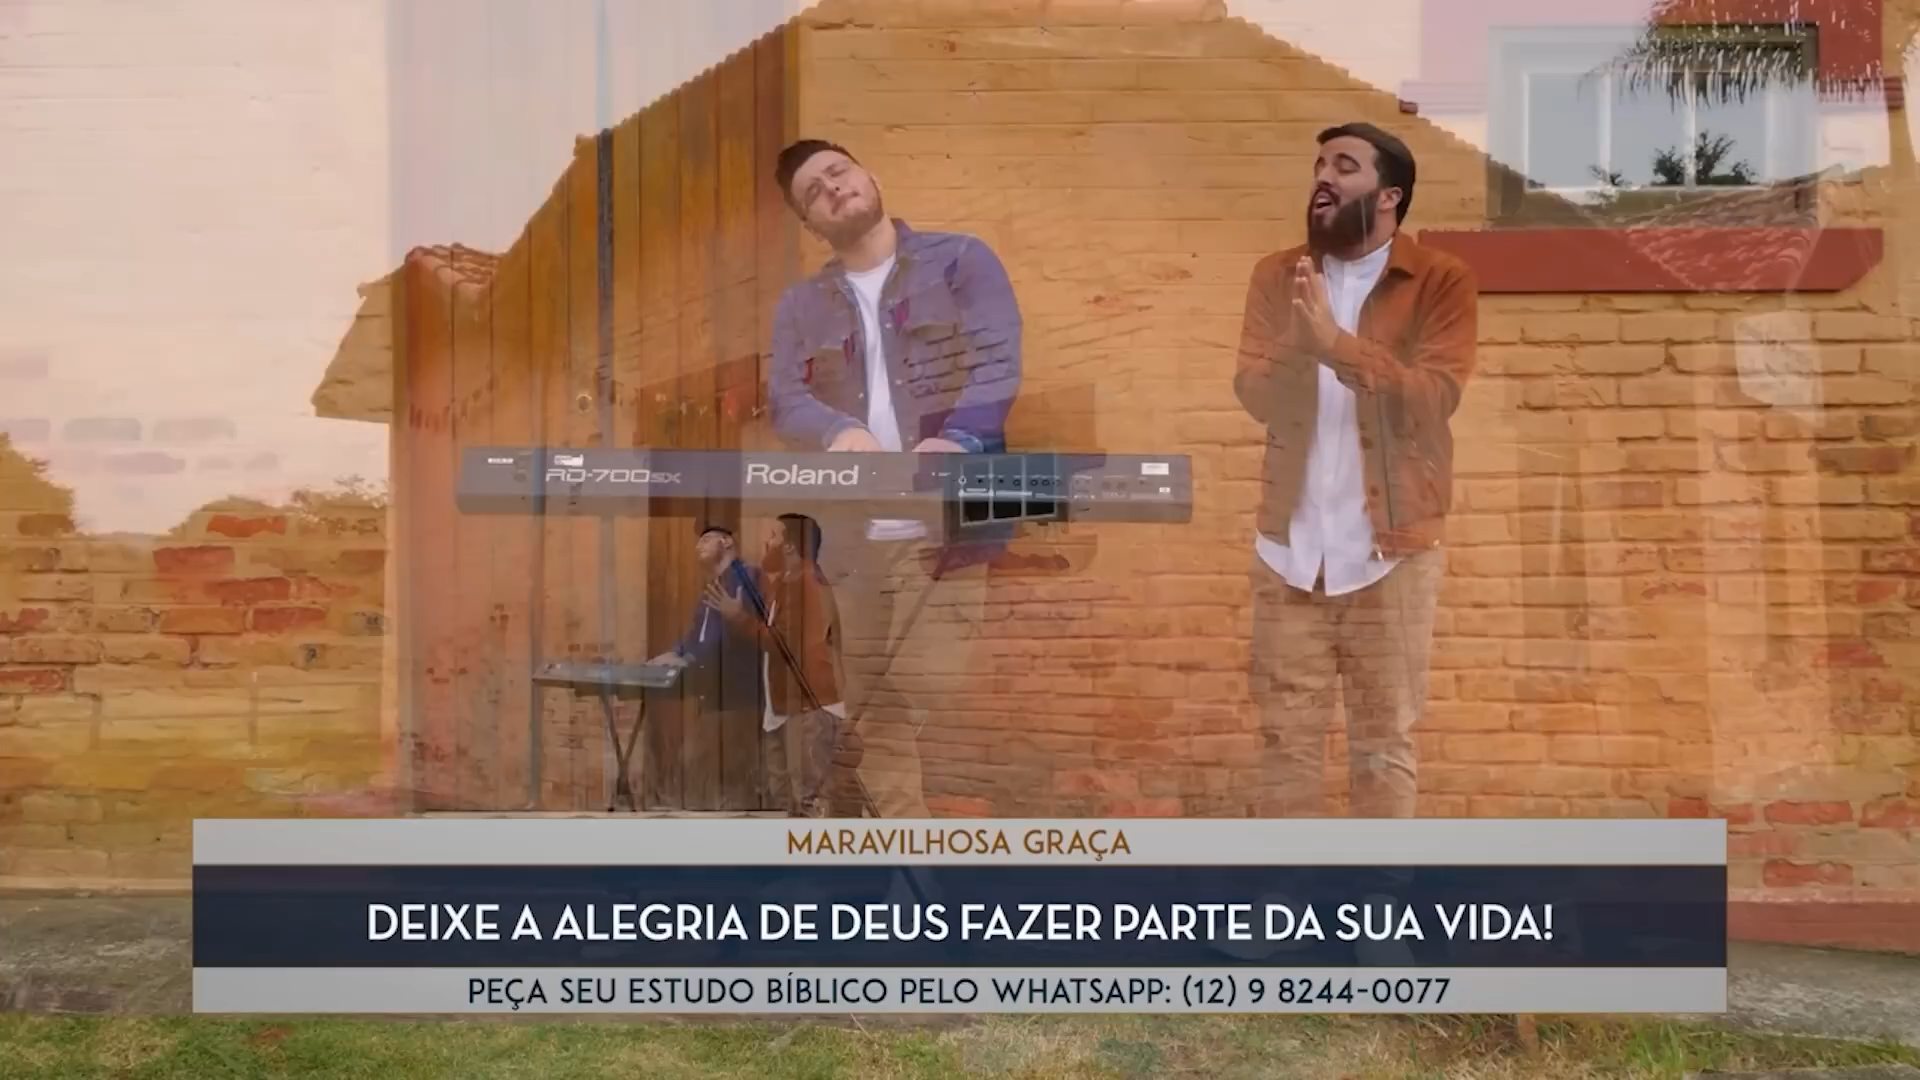 RD-700SX
Roland
MARAVILHOSA GRAÇA
DEIXE A ALEGRIA DE DEUS FAZER PARTE DA SUA VIDA!
PEÇA SEU ESTUDO BÍBLICO PELO WHATSAPP: (12) 9 8244-0077